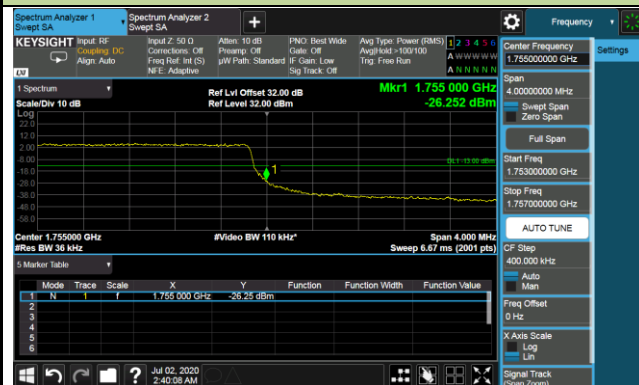 Spectrum Analyzer 1
Swept SA
Spectrum Analyzer 2
Swept SA
+
Frequency
KEYSIGHT
Input: RF
Coupling: DC
Align: Auto
Input Z: 50 Ω
Corrections: Off
Freq Ref: Int (S)
NFE: Adaptive
Atten: 10 dB
Preamp: Off
µW Path: Standard
PNO: Best Wide
Gate: Off
IF Gain: Low
Sig Track: Off
Avg Type: Power (RMS)
Avg|Hold:>100/100
Trig: Free Run
1 2 3 4 5 6
A W W W W W
A N N N N N
LXI
1 Spectrum
Scale/Div 10 dB
Ref Lvl Offset 32.00 dB
Ref Level 32.00 dBm
Mkr1 1.755 000 GHz
-26.252 dBm
Log
22.0
12.0
2.00
-8.00
-18.0
-28.0
-38.0
-48.0
-58.0
DL1 -13.00 dBm
1
Center 1.755000 GHz
#Res BW 36 kHz
#Video BW 110 kHz*
Span 4.000 MHz
Sweep 6.67 ms (2001 pts)
5 Marker Table
Mode Trace Scale X Y Function Function Width Function Value
1 N 1 f 1.755 000 GHz -26.25 dBm
2
3
4
5
6
Jul 02, 2020
2:40:08 AM
Center Frequency
1.755000000 GHz
Settings
Span
4.00000000 MHz
Swept Span
Zero Span
Full Span
Start Freq
1.753000000 GHz
Stop Freq
1.757000000 GHz
AUTO TUNE
CF Step
400.000 kHz
Auto
Man
Freq Offset
0 Hz
X Axis Scale
Log
Lin
Signal Track
(Span Zoom)